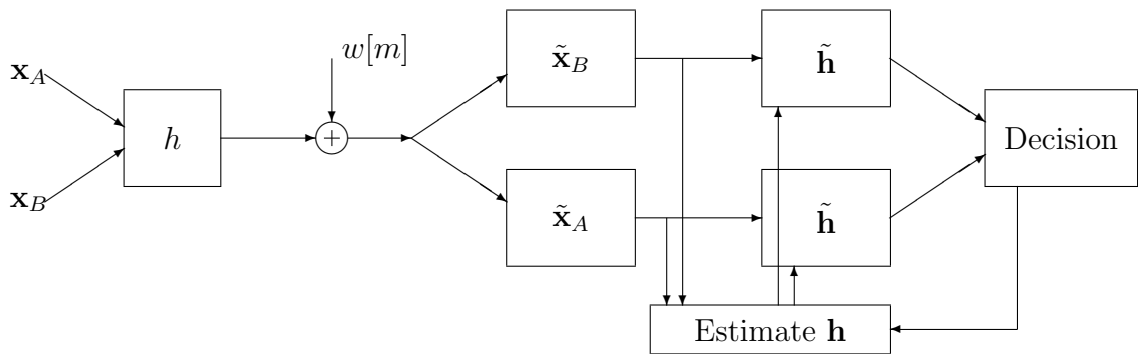 w[m]
𝐱_A
𝐱_B
h
+
𝐱̃_B
𝐱̃_A
𝐡̃
𝐡̃
Decision
Estimate 𝐡